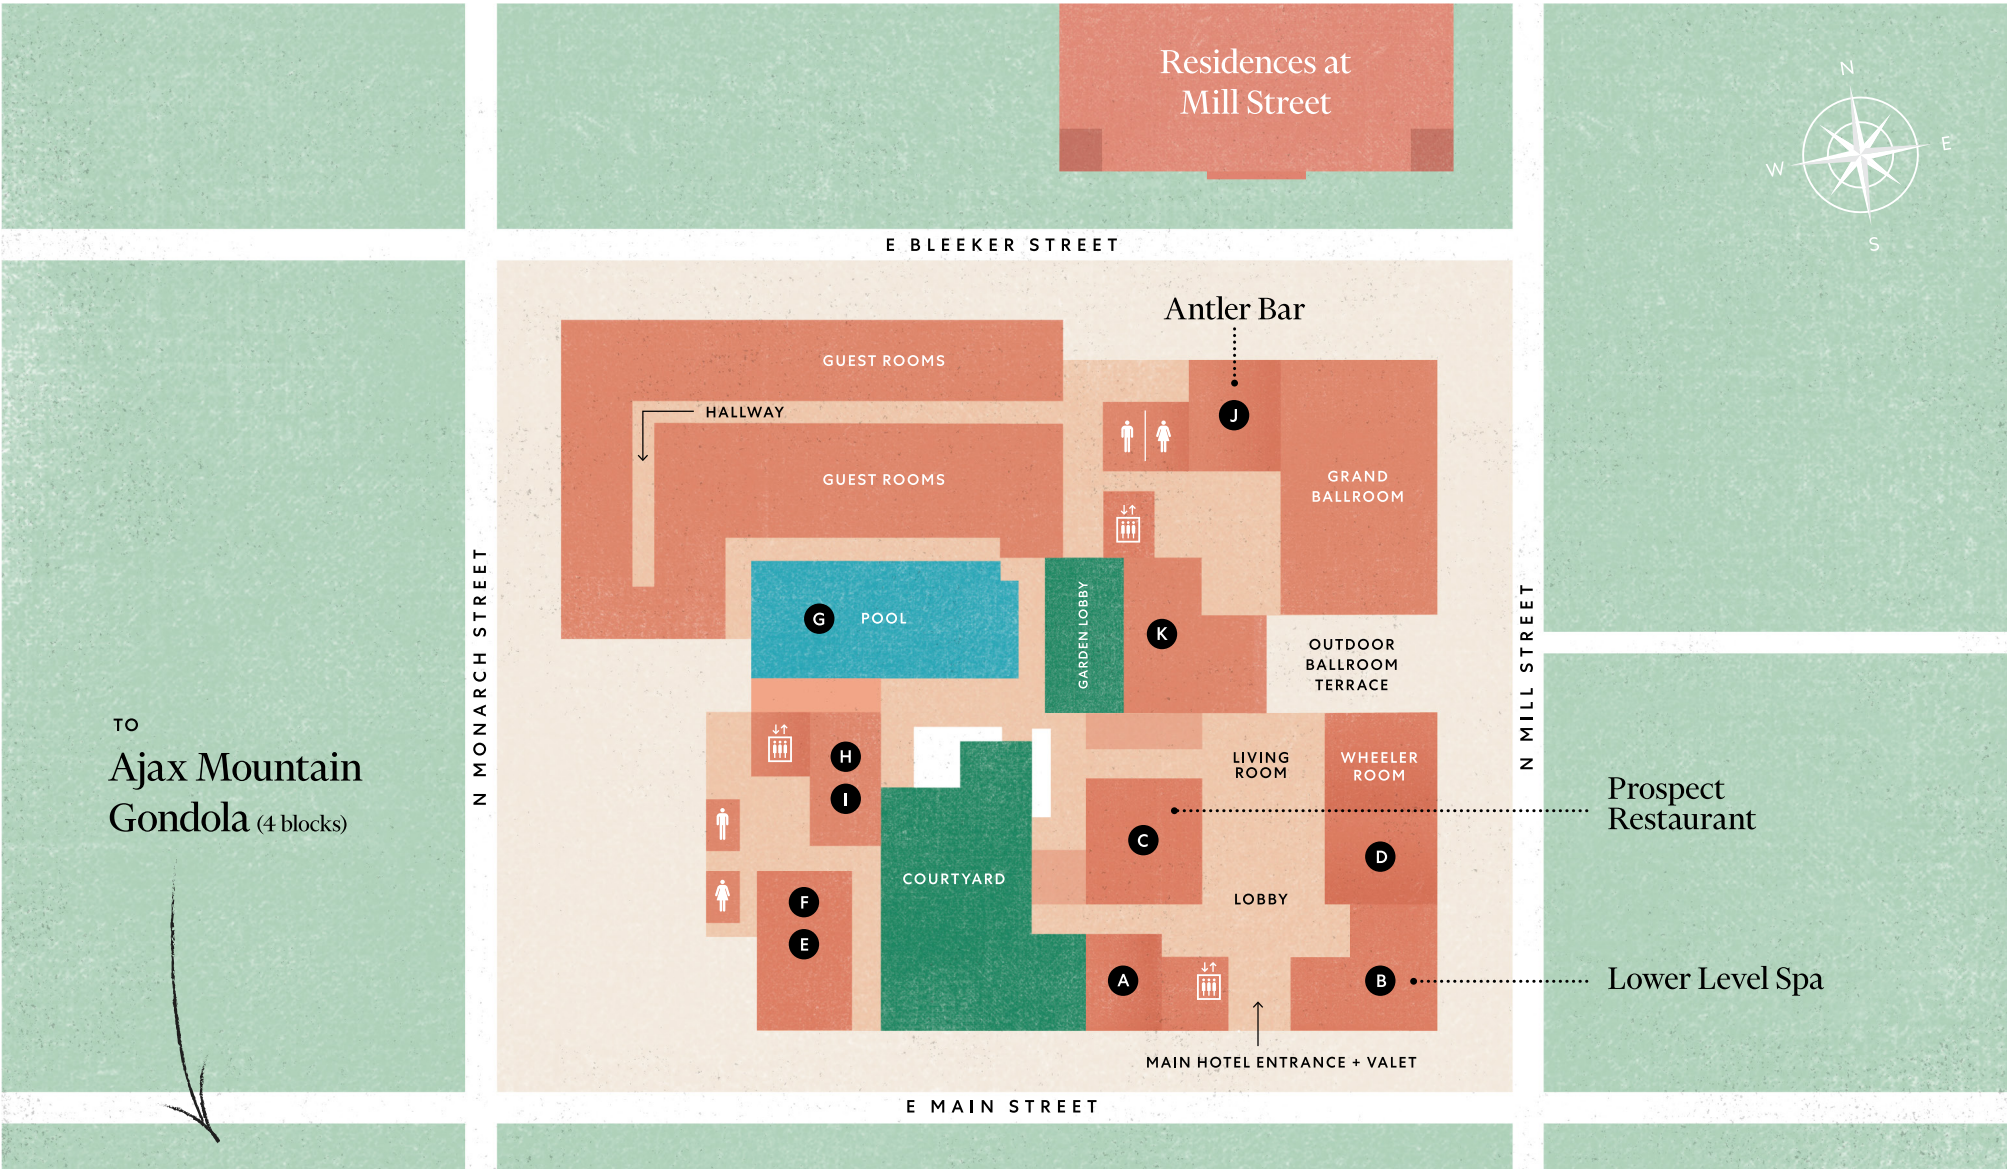 Residences at
Mill Street
N
W
E
S
E BLEEKER STREET
Antler Bar
GUEST ROOMS
HALLWAY
J
GUEST ROOMS
GRAND
BALLROOM
N MONARCH STREET
G
POOL
GARDEN LOBBY
K
OUTDOOR
BALLROOM
TERRACE
N MILL STREET
TO
Ajax Mountain
Gondola (4 blocks)
H
I
LIVING
ROOM
WHEELER
ROOM
Prospect
Restaurant
C
D
COURTYARD
LOBBY
F
E
A
B
Lower Level Spa
MAIN HOTEL ENTRANCE + VALET
E MAIN STREET